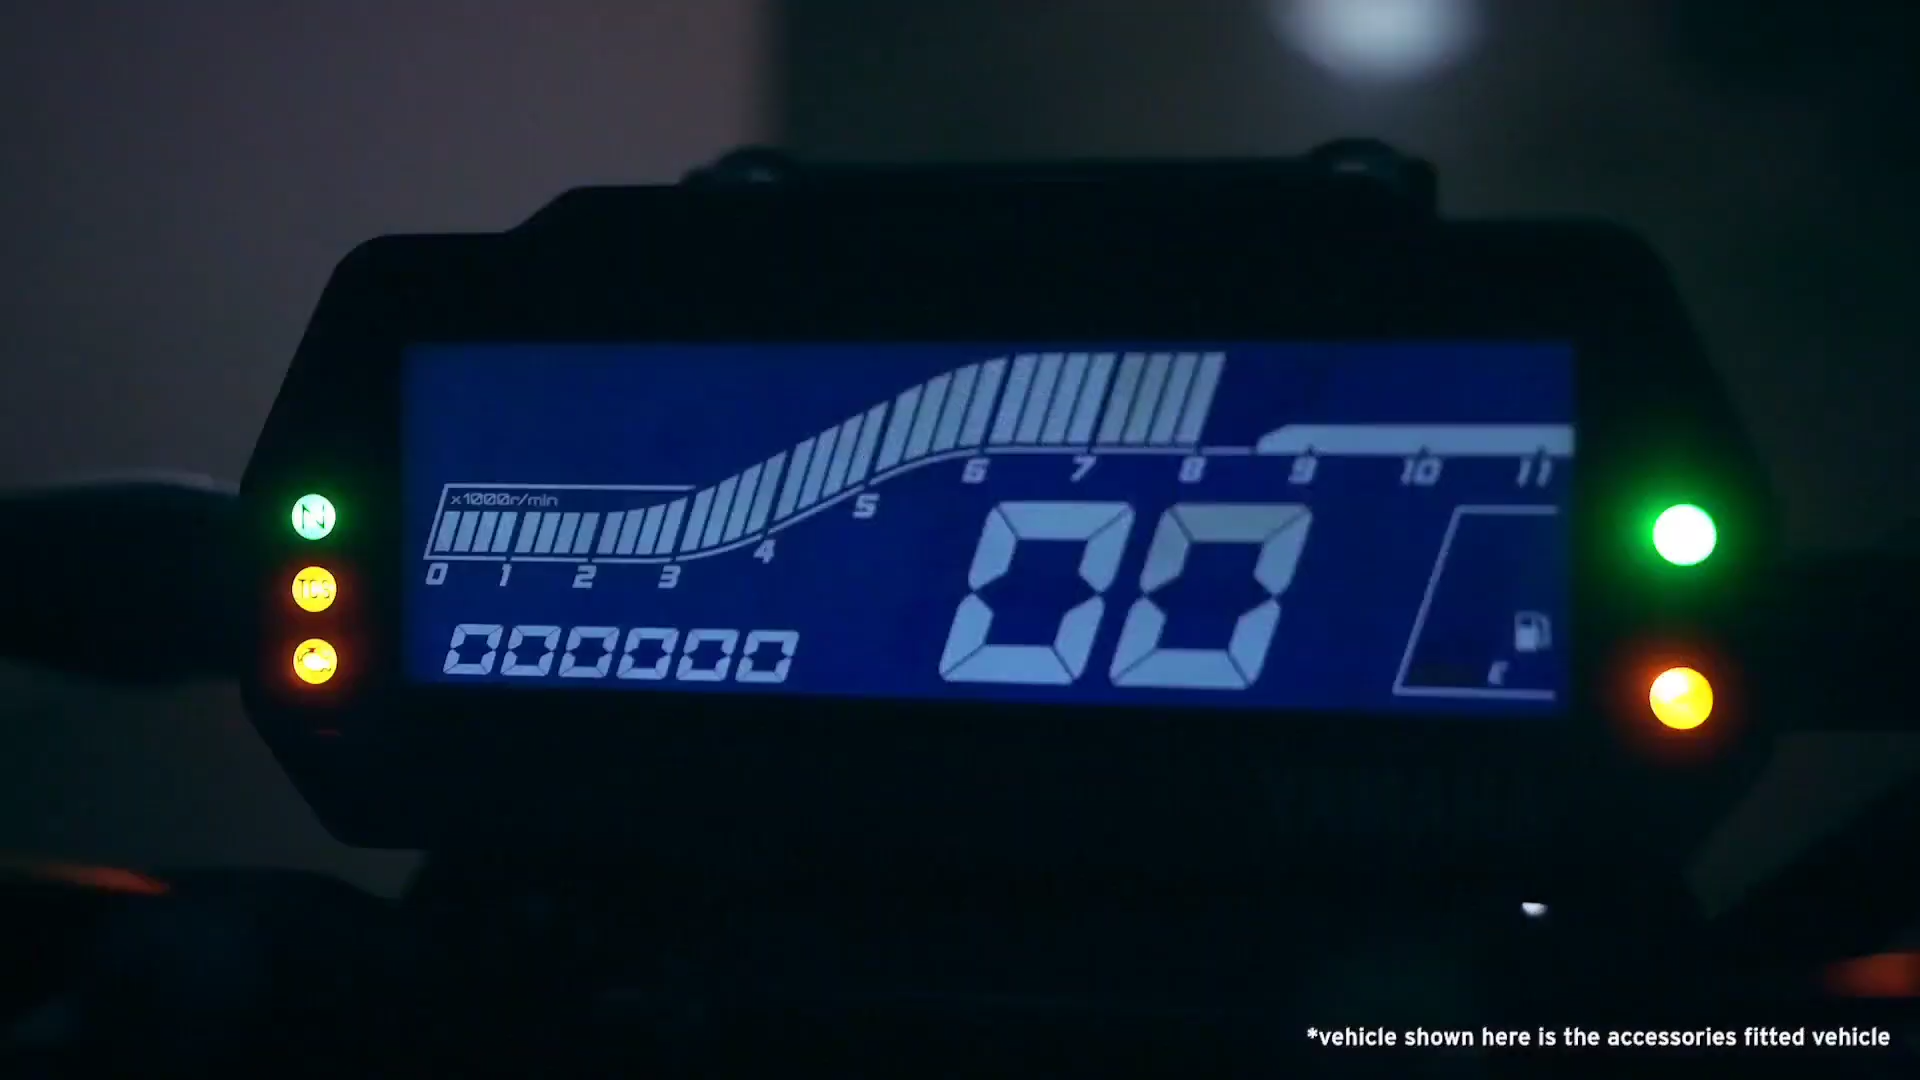 x1000r/min
0 1 2 3 4 5 6 7 8 9 10 11
N
TCS
000000
00
E
*vehicle shown here is the accessories fitted vehicle